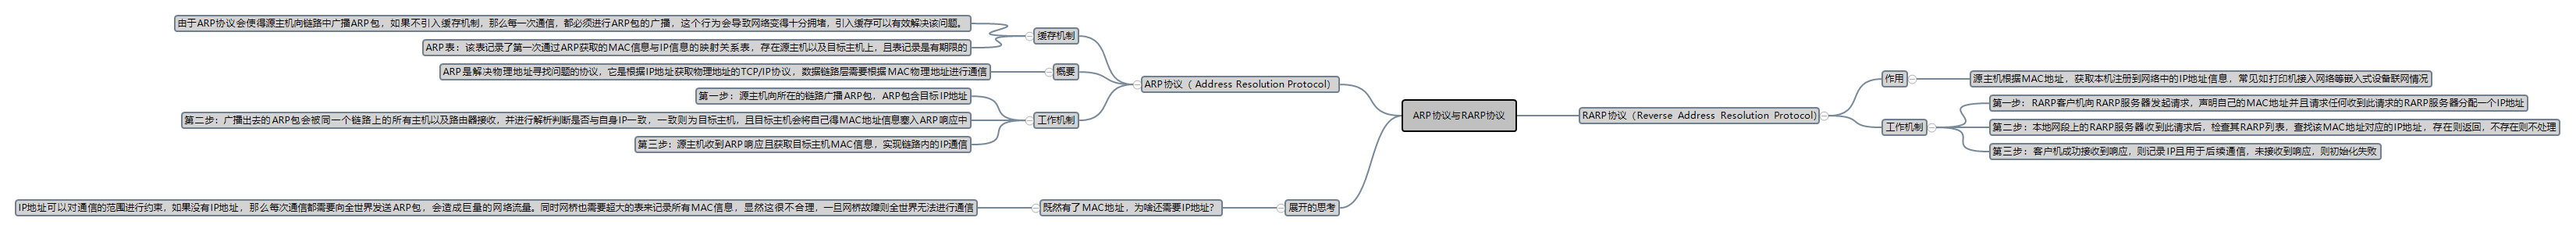 ARP协议与RARP协议
ARP协议（ Address Resolution Protocol）
缓存机制
由于ARP协议会使得源主机向链路中广播ARP包，如果不引入缓存机制，那么每一次通信，都必须进行ARP包的广播，这个行为会导致网络变得十分拥堵，引入缓存可以有效解决该问题。
ARP表：该表记录了第一次通过ARP获取的MAC信息与IP信息的映射关系表，存在源主机以及目标主机上，且表记录是有期限的
概要
ARP是解决物理地址寻找问题的协议，它是根据IP地址获取物理地址的TCP/IP协议，数据链路层需要根据MAC物理地址进行通信
工作机制
第一步：源主机向所在的链路广播ARP包，ARP包含目标IP地址
第二步：广播出去的ARP包会被同一个链路上的所有主机以及路由器接收，并进行解析判断是否与自身IP一致，一致则为目标主机，且目标主机会将自己得MAC地址信息塞入ARP响应中
第三步：源主机收到ARP响应且获取目标主机MAC信息，实现链路内的IP通信
展开的思考
既然有了MAC地址，为啥还需要IP地址？
IP地址可以对通信的范围进行约束，如果没有IP地址，那么每次通信都需要向全世界发送ARP包，会造成巨量的网络流量。同时网桥也需要超大的表来记录所有MAC信息，显然这很不合理，一旦网桥故障则全世界无法进行通信
RARP协议（Reverse Address Resolution Protocol)
作用
源主机根据MAC地址，获取本机注册到网络中的IP地址信息，常见如打印机接入网络等嵌入式设备联网情况
工作机制
第一步：RARP客户机向RARP服务器发起请求，声明自己的MAC地址并且请求任何收到此请求的RARP服务器分配一个IP地址
第二步：本地网段上的RARP服务器收到此请求后，检查其RARP列表，查找该MAC地址对应的IP地址，存在则返回，不存在则不处理
第三步：客户机成功接收到响应，则记录IP且用于后续通信，未接收到响应，则初始化失败